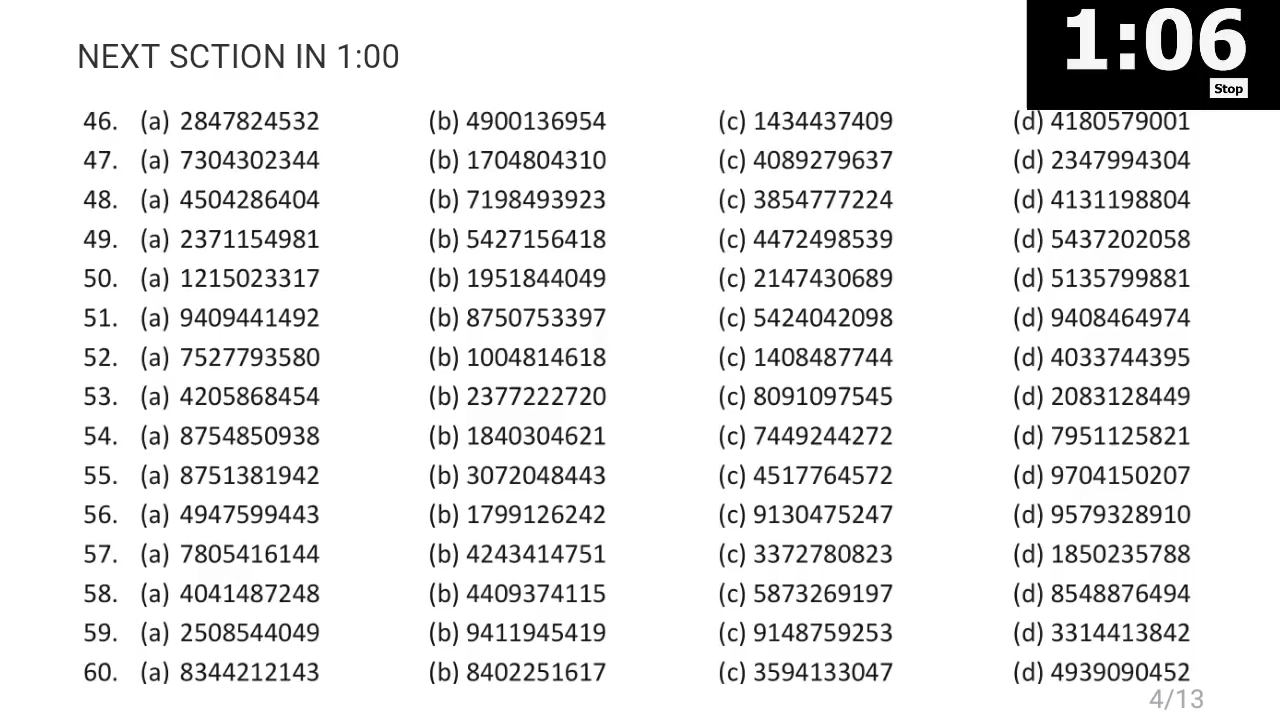 NEXT SCTION IN 1:00
1:06
Stop
46. (a) 2847824532 (b) 4900136954 (c) 1434437409 (d) 4180579001
47. (a) 7304302344 (b) 1704804310 (c) 4089279637 (d) 2347994304
48. (a) 4504286404 (b) 7198493923 (c) 3854777224 (d) 4131198804
49. (a) 2371154981 (b) 5427156418 (c) 4472498539 (d) 5437202058
50. (a) 1215023317 (b) 1951844049 (c) 2147430689 (d) 5135799881
51. (a) 9409441492 (b) 8750753397 (c) 5424042098 (d) 9408464974
52. (a) 7527793580 (b) 1004814618 (c) 1408487744 (d) 4033744395
53. (a) 4205868454 (b) 2377222720 (c) 8091097545 (d) 2083128449
54. (a) 8754850938 (b) 1840304621 (c) 7449244272 (d) 7951125821
55. (a) 8751381942 (b) 3072048443 (c) 4517764572 (d) 9704150207
56. (a) 4947599443 (b) 1799126242 (c) 9130475247 (d) 9579328910
57. (a) 7805416144 (b) 4243414751 (c) 3372780823 (d) 1850235788
58. (a) 4041487248 (b) 4409374115 (c) 5873269197 (d) 8548876494
59. (a) 2508544049 (b) 9411945419 (c) 9148759253 (d) 3314413842
60. (a) 8344212143 (b) 8402251617 (c) 3594133047 (d) 4939090452
4/13